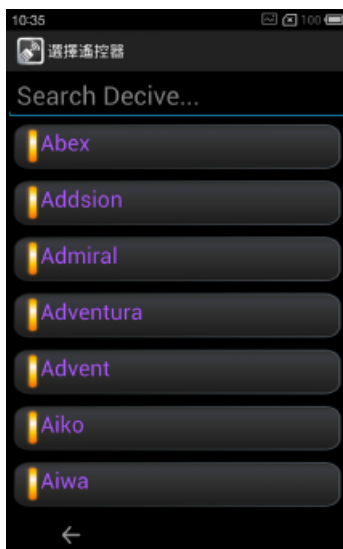 10:35
100
選擇遙控器
Search Decive...
Abex
Addsion
Admiral
Adventura
Advent
Aiko
Aiwa